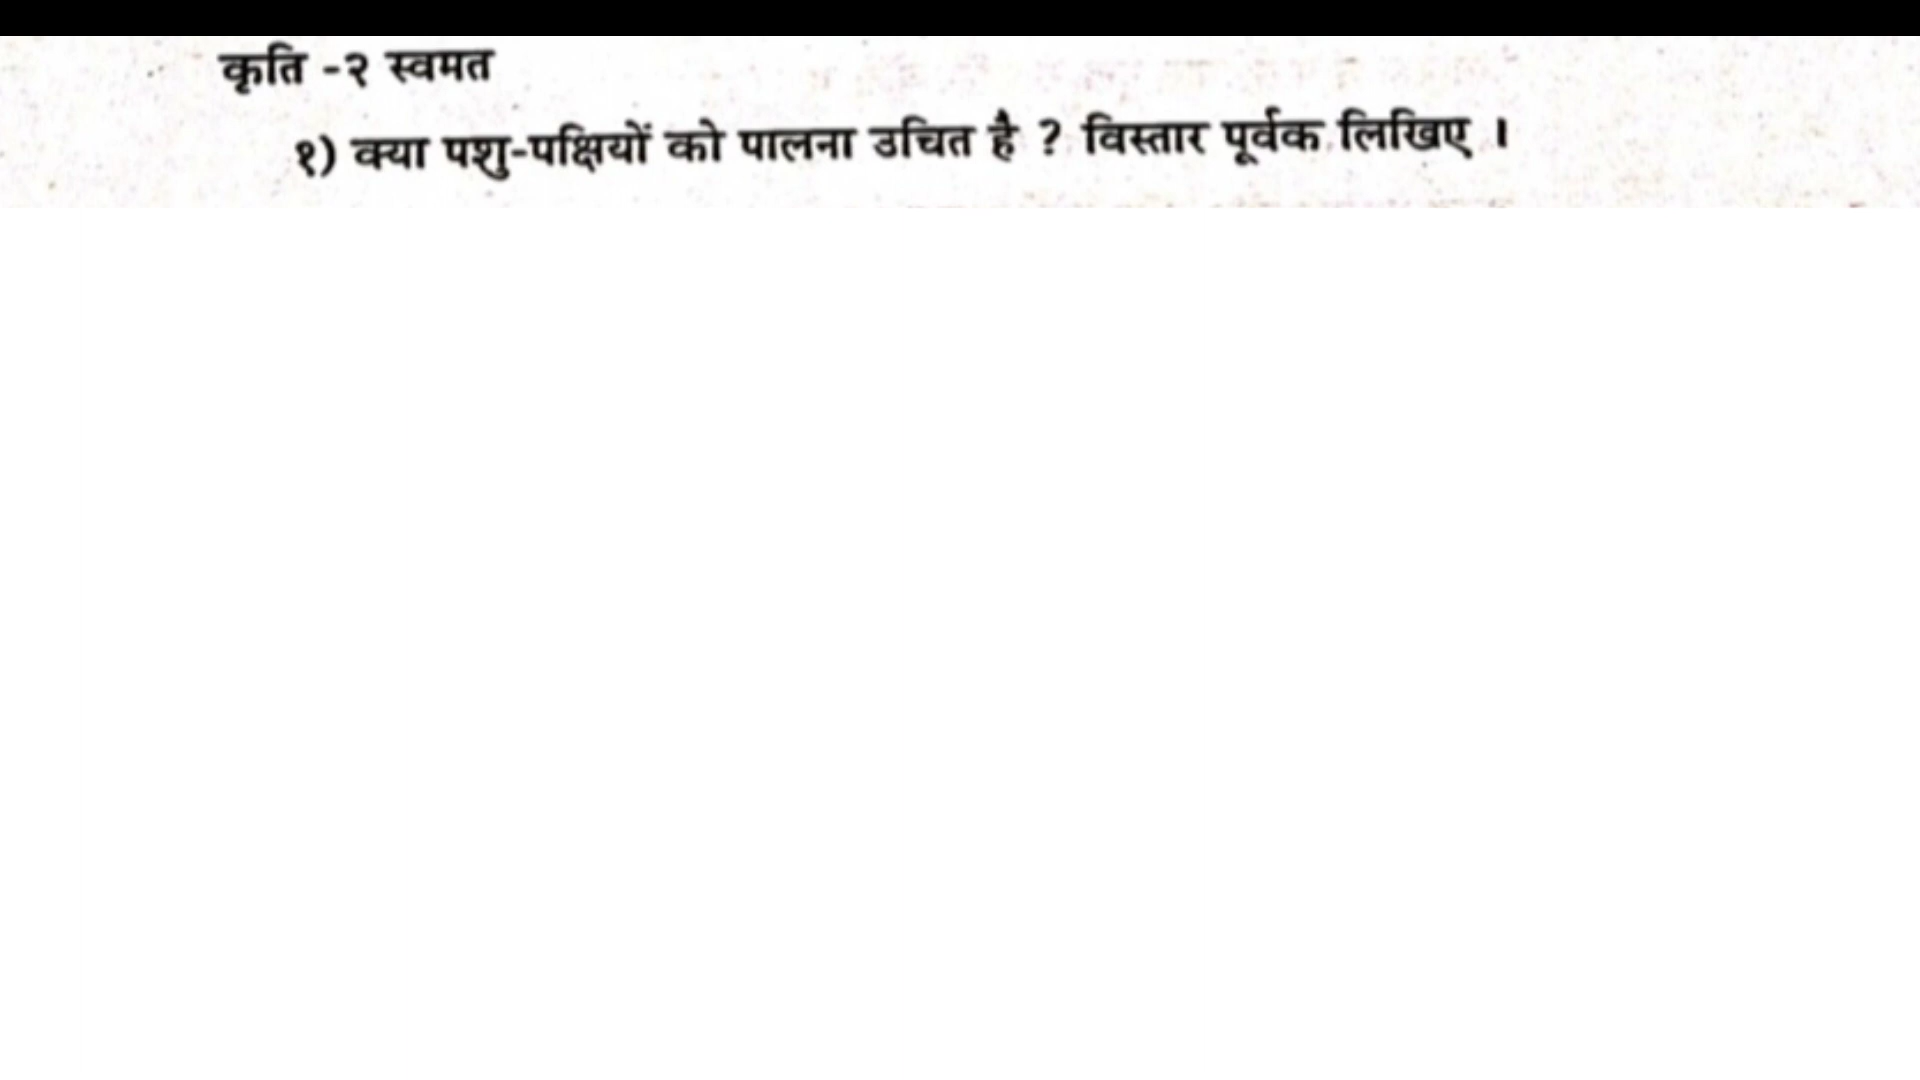 कृति -२ स्वमत
१) क्या पशु-पक्षियों को पालना उचित है ? विस्तार पूर्वक लिखिए ।